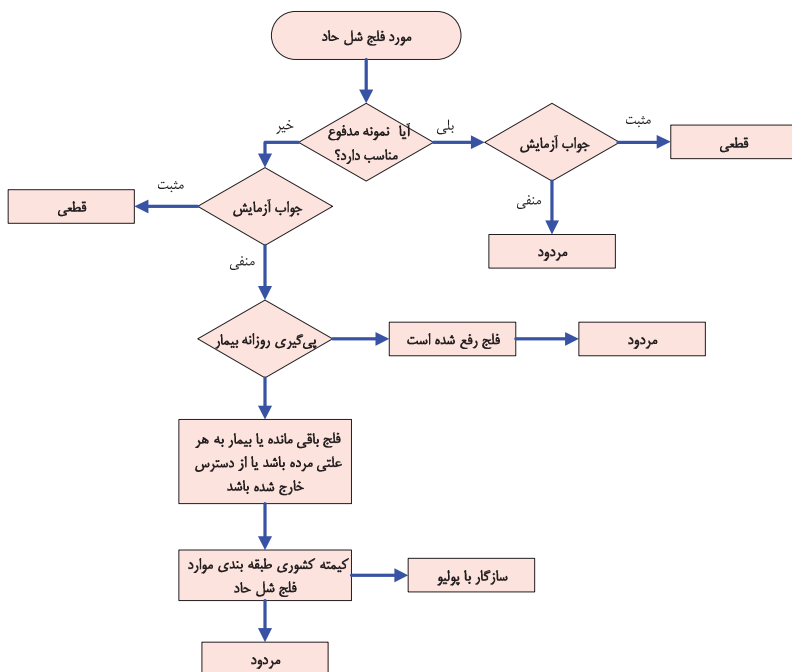 مورد فلج شل حاد
آیا نمونه مدفوع
مناسب دارد؟
خیر
بلی
جواب آزمایش
مثبت
قطعی
منفی
مردود
جواب آزمایش
مثبت
قطعی
منفی
پی‌گیری روزانه بیمار
فلج رفع شده است
مردود
فلج باقی مانده یا بیمار به هر
علتی مرده باشد یا از دسترس
خارج شده باشد
کیمته کشوری طبقه بندی موارد
فلج شل حاد
سازگار با پولیو
مردود